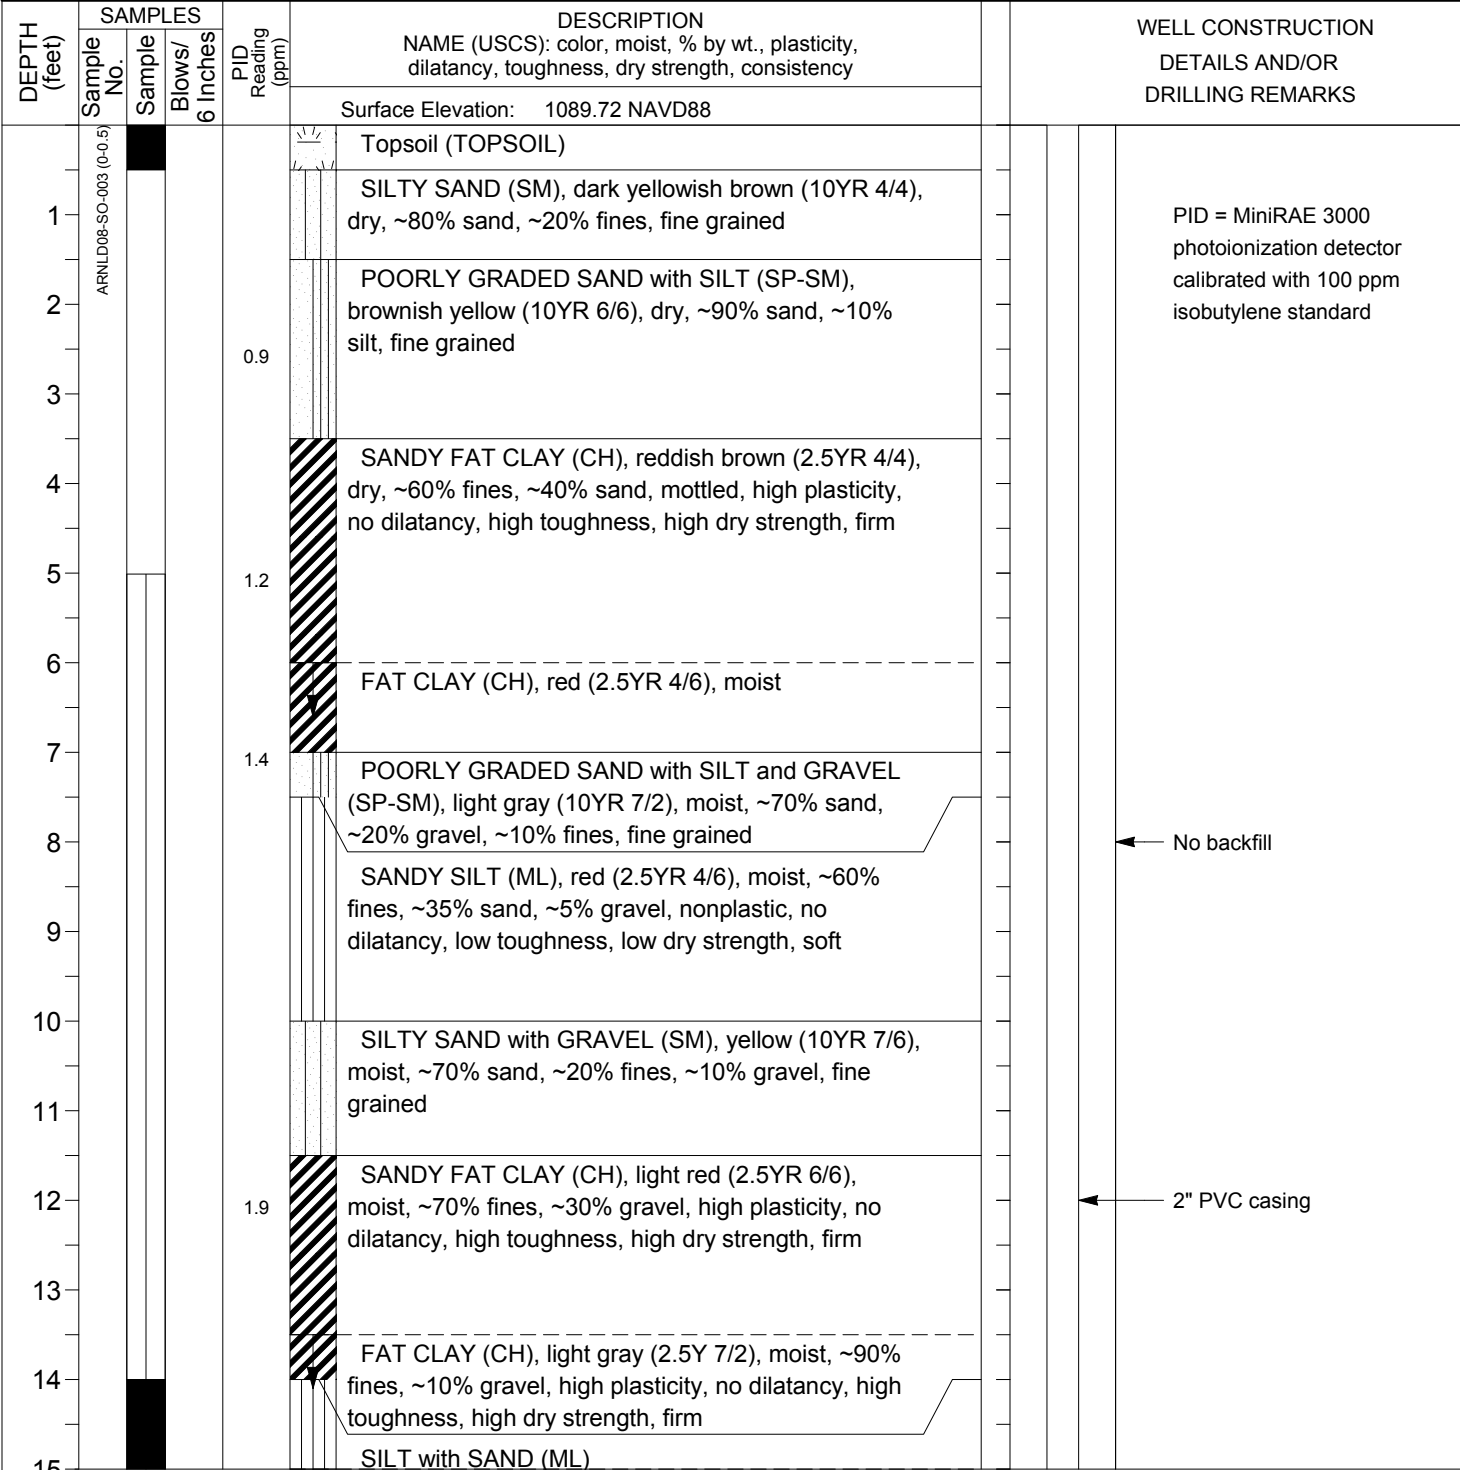 DEPTH
(feet)
SAMPLES
Sample
No.
Sample
Blows/
6 Inches
PID
Reading
(ppm)
DESCRIPTION
NAME (USCS): color, moist, % by wt., plasticity,
dilatancy, toughness, dry strength, consistency
Surface Elevation: 1089.72 NAVD88
WELL CONSTRUCTION
DETAILS AND/OR
DRILLING REMARKS
ARNLD08-SO-003 (0-0.5)
Topsoil (TOPSOIL)
SILTY SAND (SM), dark yellowish brown (10YR 4/4),
dry, ~80% sand, ~20% fines, fine grained
1
PID = MiniRAE 3000
photoionization detector
calibrated with 100 ppm
isobutylene standard
POORLY GRADED SAND with SILT (SP-SM),
brownish yellow (10YR 6/6), dry, ~90% sand, ~10%
silt, fine grained
2
0.9
3
SANDY FAT CLAY (CH), reddish brown (2.5YR 4/4),
dry, ~60% fines, ~40% sand, mottled, high plasticity,
no dilatancy, high toughness, high dry strength, firm
4
5
1.2
6
FAT CLAY (CH), red (2.5YR 4/6), moist
7
1.4
POORLY GRADED SAND with SILT and GRAVEL
(SP-SM), light gray (10YR 7/2), moist, ~70% sand,
~20% gravel, ~10% fines, fine grained
8
No backfill
SANDY SILT (ML), red (2.5YR 4/6), moist, ~60%
fines, ~35% sand, ~5% gravel, nonplastic, no
dilatancy, low toughness, low dry strength, soft
9
10
SILTY SAND with GRAVEL (SM), yellow (10YR 7/6),
moist, ~70% sand, ~20% fines, ~10% gravel, fine
grained
11
SANDY FAT CLAY (CH), light red (2.5YR 6/6),
moist, ~70% fines, ~30% gravel, high plasticity, no
dilatancy, high toughness, high dry strength, firm
12
1.9
2" PVC casing
13
FAT CLAY (CH), light gray (2.5Y 7/2), moist, ~90%
fines, ~10% gravel, high plasticity, no dilatancy, high
toughness, high dry strength, firm
14
SILT with SAND (ML)
15